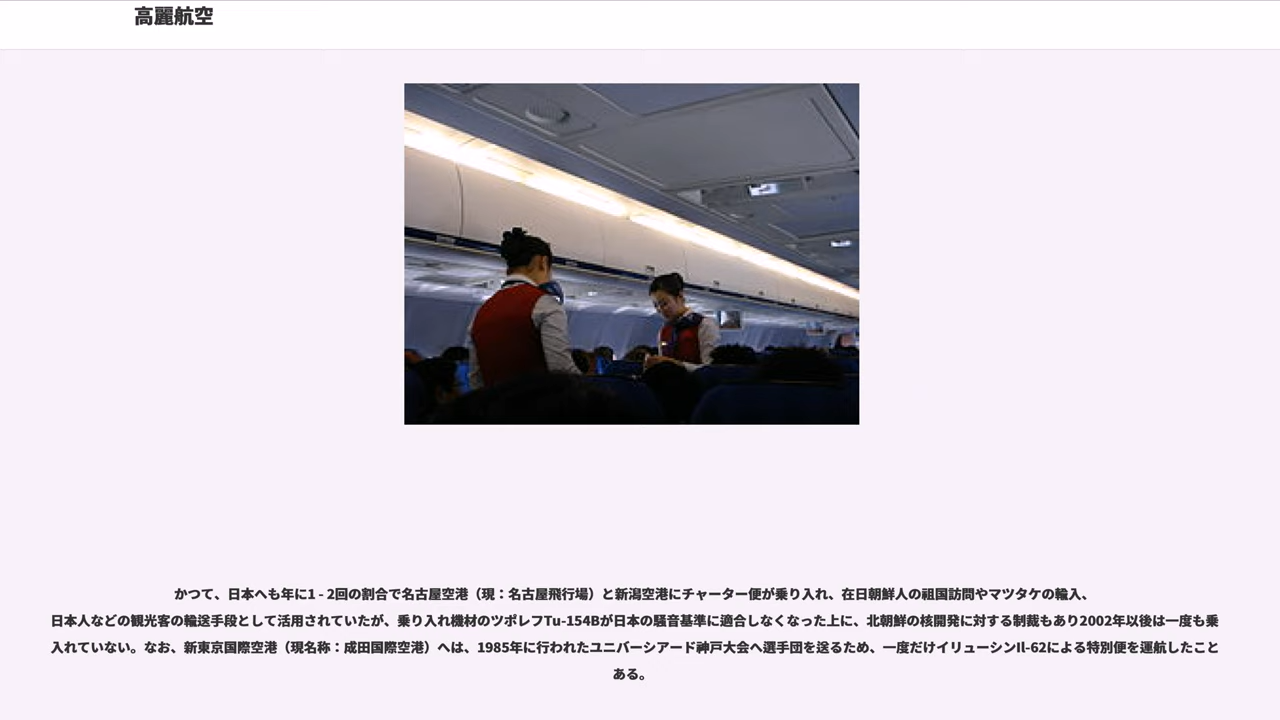 高麗航空
かつて、日本へも年に1 - 2回の割合で名古屋空港（現：名古屋飛行場）と新潟空港にチャーター便が乗り入れ、在日朝鮮人の祖国訪問やマツタケの輸入、
日本人などの観光客の輸送手段として活用されていたが、乗り入れ機材のツポレフTu-154Bが日本の騒音基準に適合しなくなった上に、北朝鮮の核開発に対する制裁もあり2002年以後は一度も乗
入れていない。なお、新東京国際空港（現名称：成田国際空港）へは、1985年に行われたユニバーシアード神戸大会へ選手団を送るため、一度だけイリューシンIl-62による特別便を運航したこと
ある。